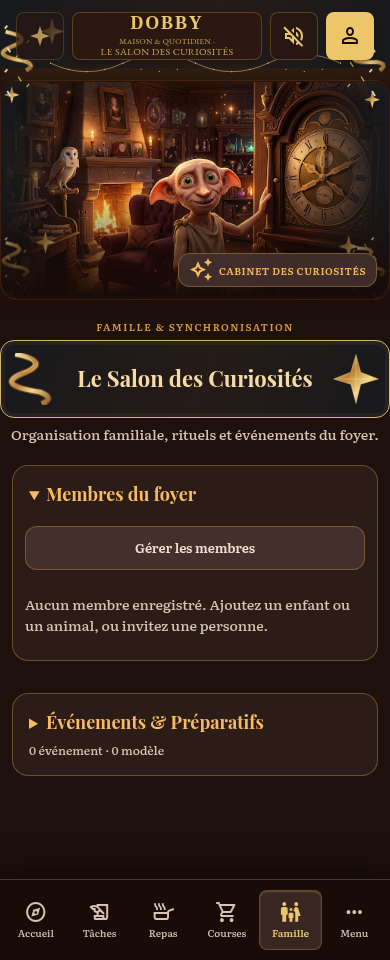 DOBBY
MAISON & QUOTIDIEN ·
LE SALON DES CURIOSITÉS
CABINET DES CURIOSITÉS
FAMILLE & SYNCHRONISATION
Le Salon des Curiosités
Organisation familiale, rituels et événements du foyer.
▼ Membres du foyer
Gérer les membres
Aucun membre enregistré. Ajoutez un enfant ou
un animal, ou invitez une personne.
▶ Événements & Préparatifs
0 événement · 0 modèle
Accueil
Tâches
Repas
Courses
Famille
Menu